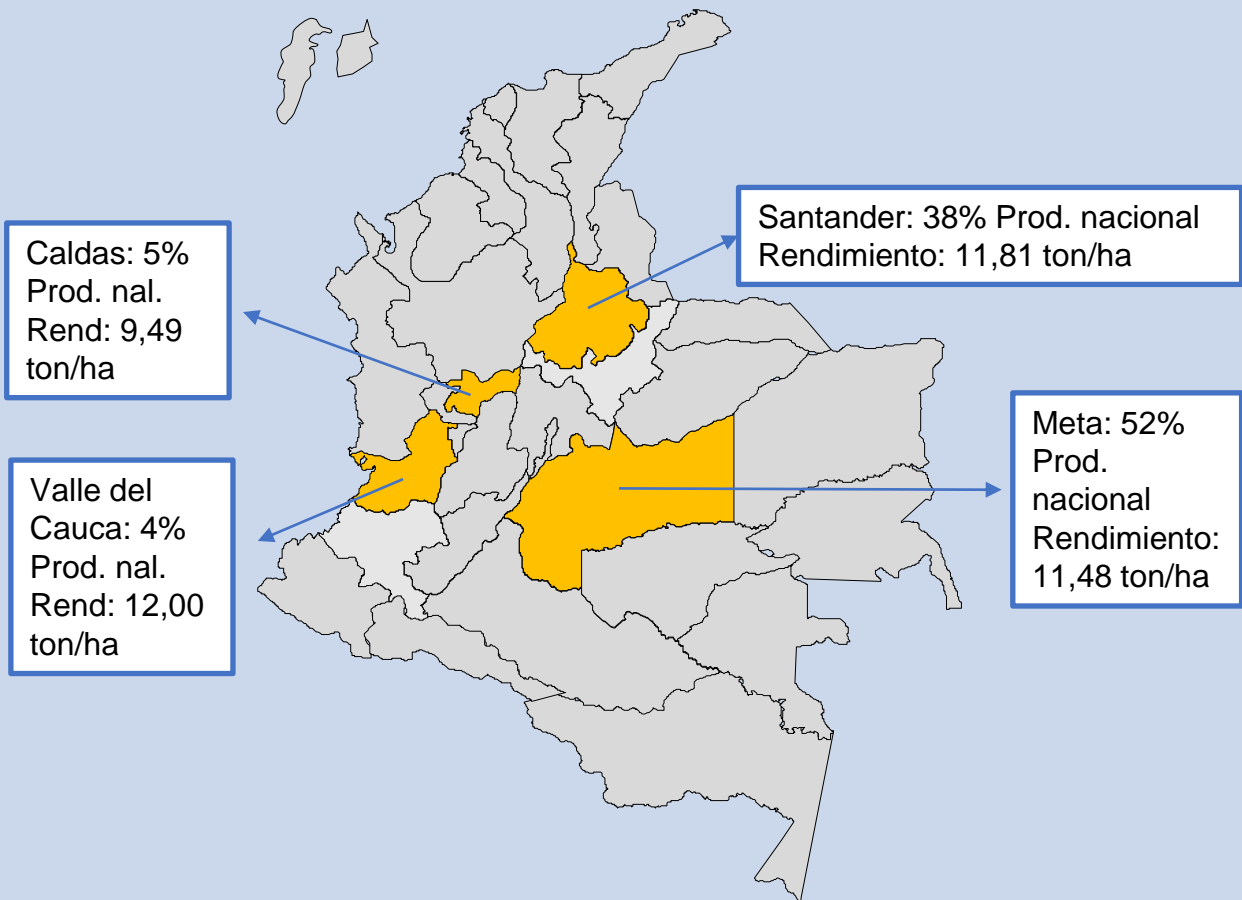 Santander: 38% Prod. nacional
Rendimiento: 11,81 ton/ha
Caldas: 5%
Prod. nal.
Rend: 9,49
ton/ha
Meta: 52%
Prod.
nacional
Rendimiento:
11,48 ton/ha
Valle del
Cauca: 4%
Prod. nal.
Rend: 12,00
ton/ha